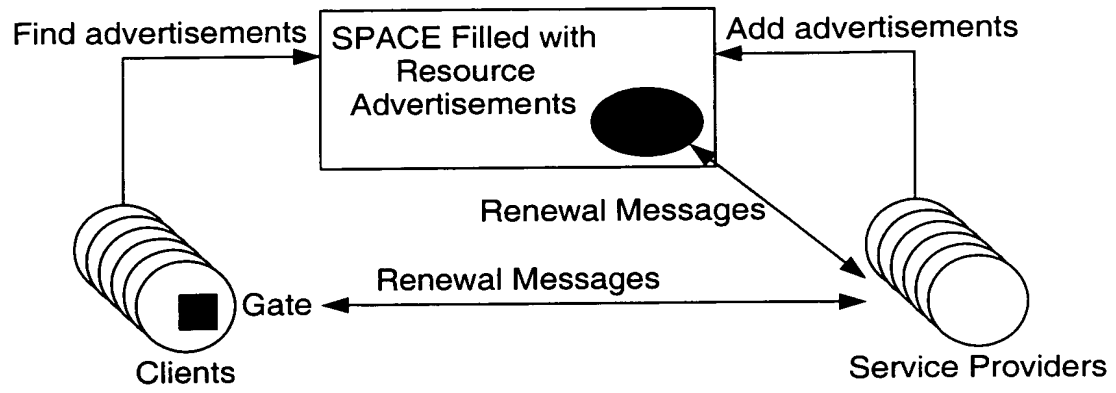 Find advertisements
SPACE Filled with
Resource
Advertisements
Add advertisements
Renewal Messages
Renewal Messages
Gate
Clients
Service Providers